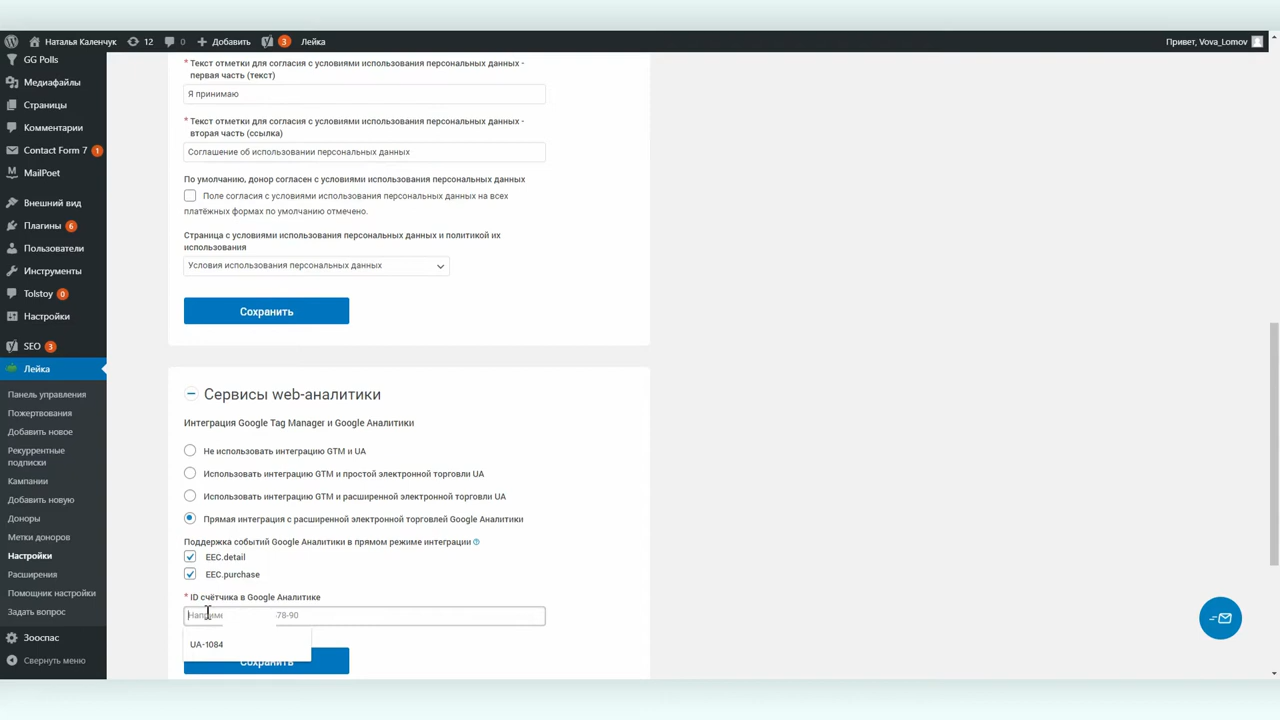 Наталья Каленчук
12
0
Добавить
3
Лейка
Привет, Vova_Lomov
GG Polls
Медиафайлы
Страницы
Комментарии
Contact Form 7 1
MailPoet
Внешний вид
Плагины 6
Пользователи
Инструменты
Tolstoy 0
Настройки
SEO 3
Лейка
Панель управления
Пожертвования
Добавить новое
Рекуррентные
подписки
Кампании
Добавить новую
Доноры
Метки доноров
Настройки
Расширения
Помощник настройки
Задать вопрос
Зооспас
Свернуть меню
* Текст отметки для согласия с условиями использования персональных данных -
первая часть (текст)
Я принимаю
* Текст отметки для согласия с условиями использования персональных данных -
вторая часть (ссылка)
Соглашение об использовании персональных данных
По умолчанию, донор согласен с условиями использования персональных данных
Поле согласия с условиями использования персональных данных на всех
платёжных формах по умолчанию отмечено.
Страница с условиями использования персональных данных и политикой их
использования
Условия использования персональных данных
Сохранить
Сервисы web-аналитики
Интеграция Google Tag Manager и Google Аналитики
Не использовать интеграцию GTM и UA
Использовать интеграцию GTM и простой электронной торговли UA
Использовать интеграцию GTM и расширенной электронной торговли UA
Прямая интеграция с расширенной электронной торговлей Google Аналитики
Поддержка событий Google Аналитики в прямом режиме интеграции ?
EEC.detail
EEC.purchase
* ID счётчика в Google Аналитике
78-90
UA-1084
Сохранить